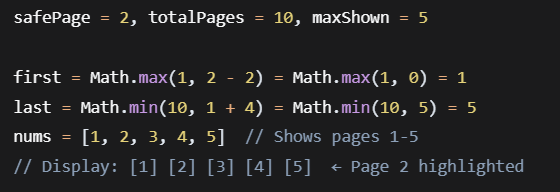 safePage = 2, totalPages = 10, maxShown = 5
first = Math.max(1, 2 - 2) = Math.max(1, 0) = 1
last = Math.min(10, 1 + 4) = Math.min(10, 5) = 5
nums = [1, 2, 3, 4, 5]  // Shows pages 1-5
// Display: [1] [2] [3] [4] [5]  ← Page 2 highlighted